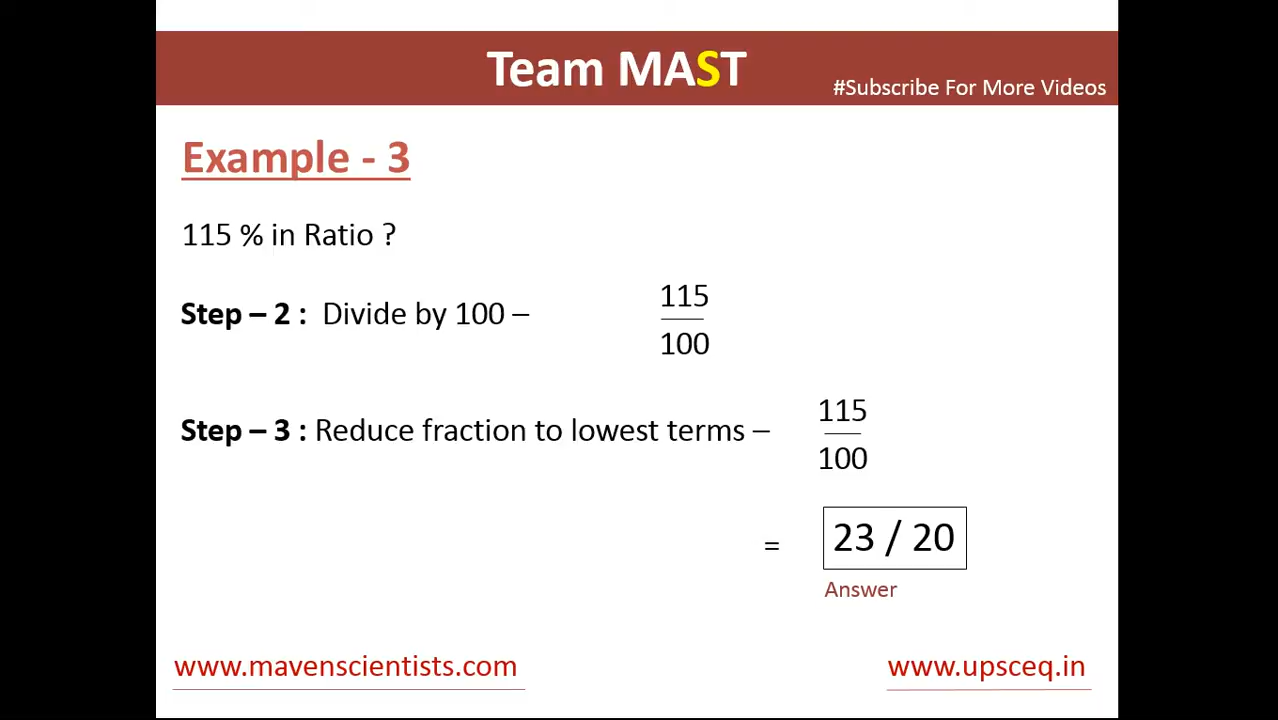 Team MAST
#Subscribe For More Videos
Example - 3
115 % in Ratio ?
Step – 2 : Divide by 100 – 115
100
Step – 3 : Reduce fraction to lowest terms – 115
100
= 23 / 20
Answer
www.mavenscientists.com www.upsceq.in